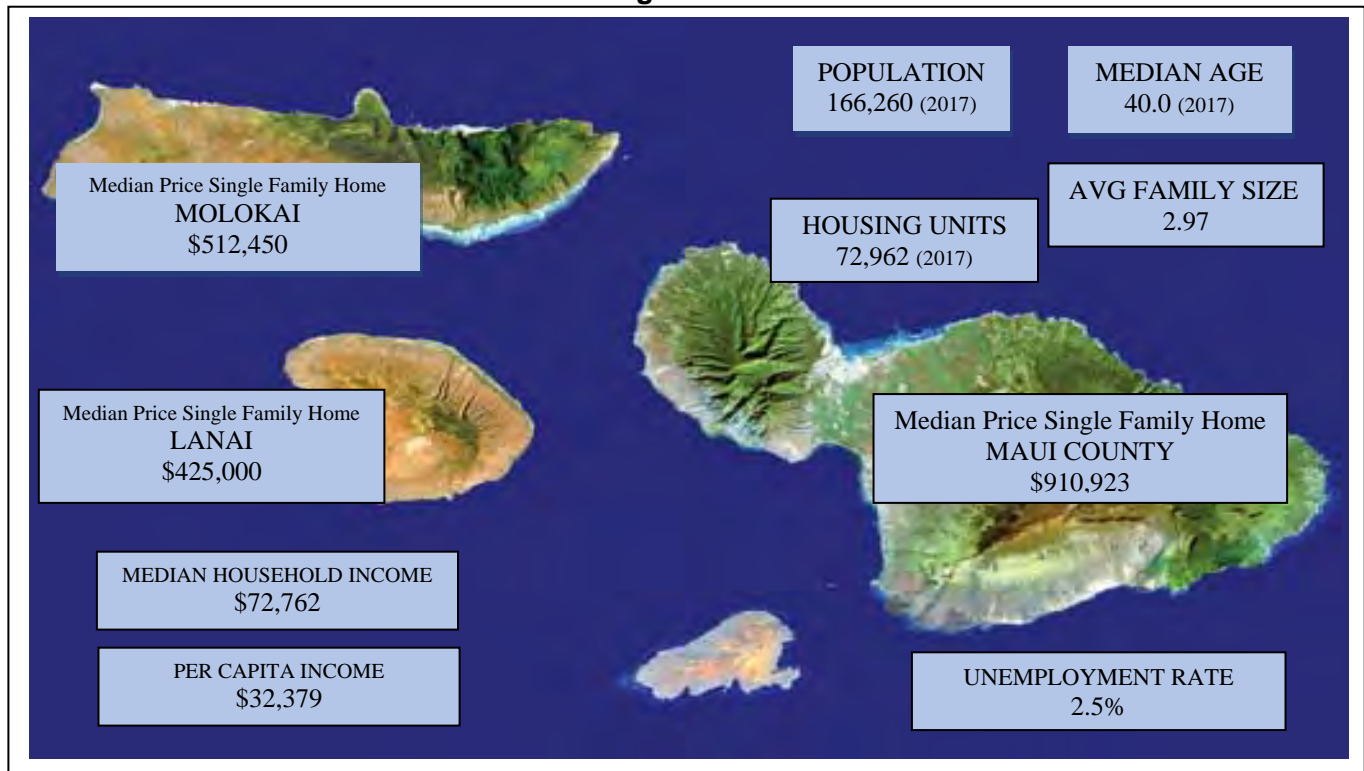 POPULATION
166,260 (2017)
MEDIAN AGE
40.0 (2017)
Median Price Single Family Home
MOLOKAI
$512,450
AVG FAMILY SIZE
2.97
HOUSING UNITS
72,962 (2017)
Median Price Single Family Home
LANAI
$425,000
Median Price Single Family Home
MAUI COUNTY
$910,923
MEDIAN HOUSEHOLD INCOME
$72,762
PER CAPITA INCOME
$32,379
UNEMPLOYMENT RATE
2.5%